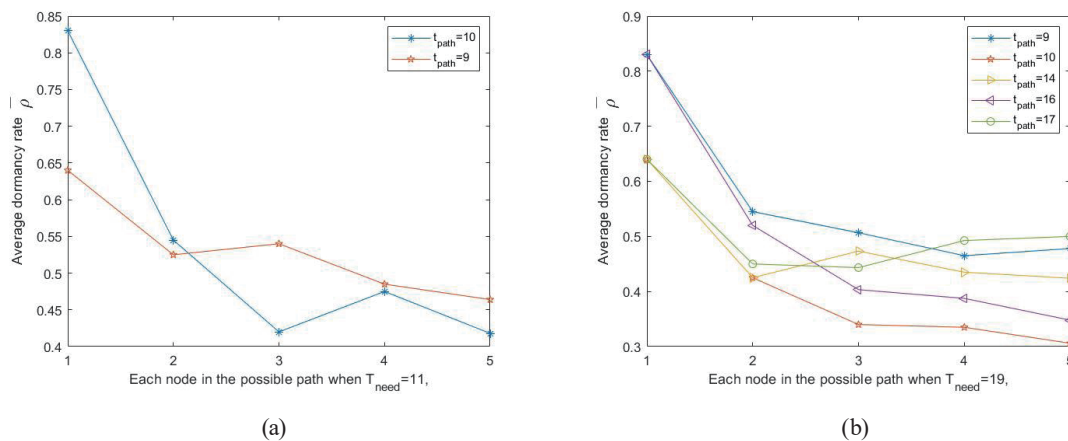 0.85
0.8
0.75
0.7
0.65
0.6
0.55
0.5
0.45
0.4
1
2
3
4
5
Average dormancy rate ρ̅
Each node in the possible path when T_need=11,
t_path=10
t_path=9
(a)
0.9
0.8
0.7
0.6
0.5
0.4
0.3
1
2
3
4
5
Average dormancy rate ρ̅
Each node in the possible path when T_need=19,
t_path=9
t_path=10
t_path=14
t_path=16
t_path=17
(b)